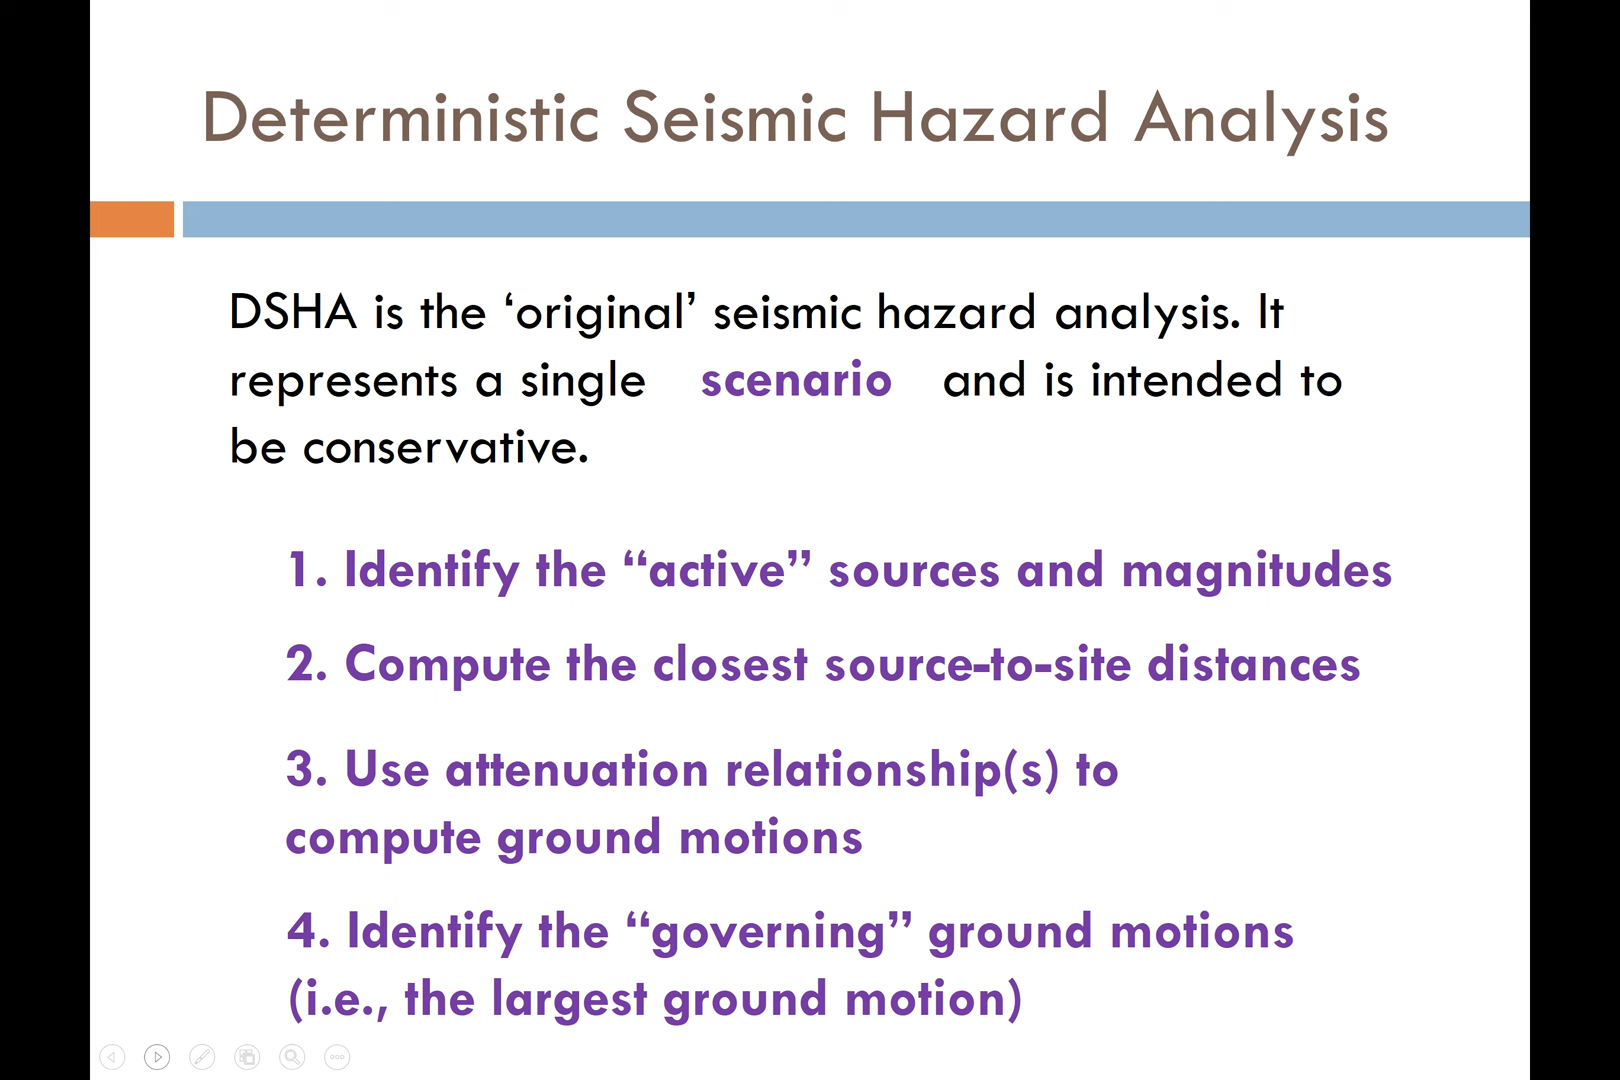 Deterministic Seismic Hazard Analysis
DSHA is the ‘original’ seismic hazard analysis. It
represents a single scenario and is intended to
be conservative.
1. Identify the “active” sources and magnitudes
2. Compute the closest source-to-site distances
3. Use attenuation relationship(s) to
compute ground motions
4. Identify the “governing” ground motions
(i.e., the largest ground motion)